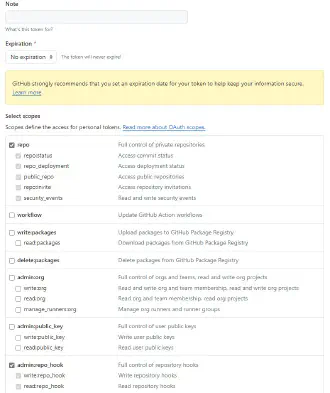 Note
What's this token for?
Expiration *
No expiration The token will never expire!
GitHub strongly recommends that you set an expiration date for your token to help keep your information secure.
Learn more
Select scopes
Scopes define the access for personal tokens. Read more about OAuth scopes.
repo Full control of private repositories
repo:status Access commit status
repo_deployment Access deployment status
public_repo Access public repositories
repo:invite Access repository invitations
security_events Read and write security events
workflow Update GitHub Action workflows
write:packages Upload packages to GitHub Package Registry
read:packages Download packages from GitHub Package Registry
delete:packages Delete packages from GitHub Package Registry
admin:org Full control of orgs and teams, read and write org projects
write:org Read and write org and team membership, read and write org projects
read:org Read org and team membership, read org projects
manage_runners:org Manage org runners and runner groups
admin:public_key Full control of user public keys
write:public_key Write user public keys
read:public_key Read user public keys
admin:repo_hook Full control of repository hooks
write:repo_hook Write repository hooks
read:repo_hook Read repository hooks